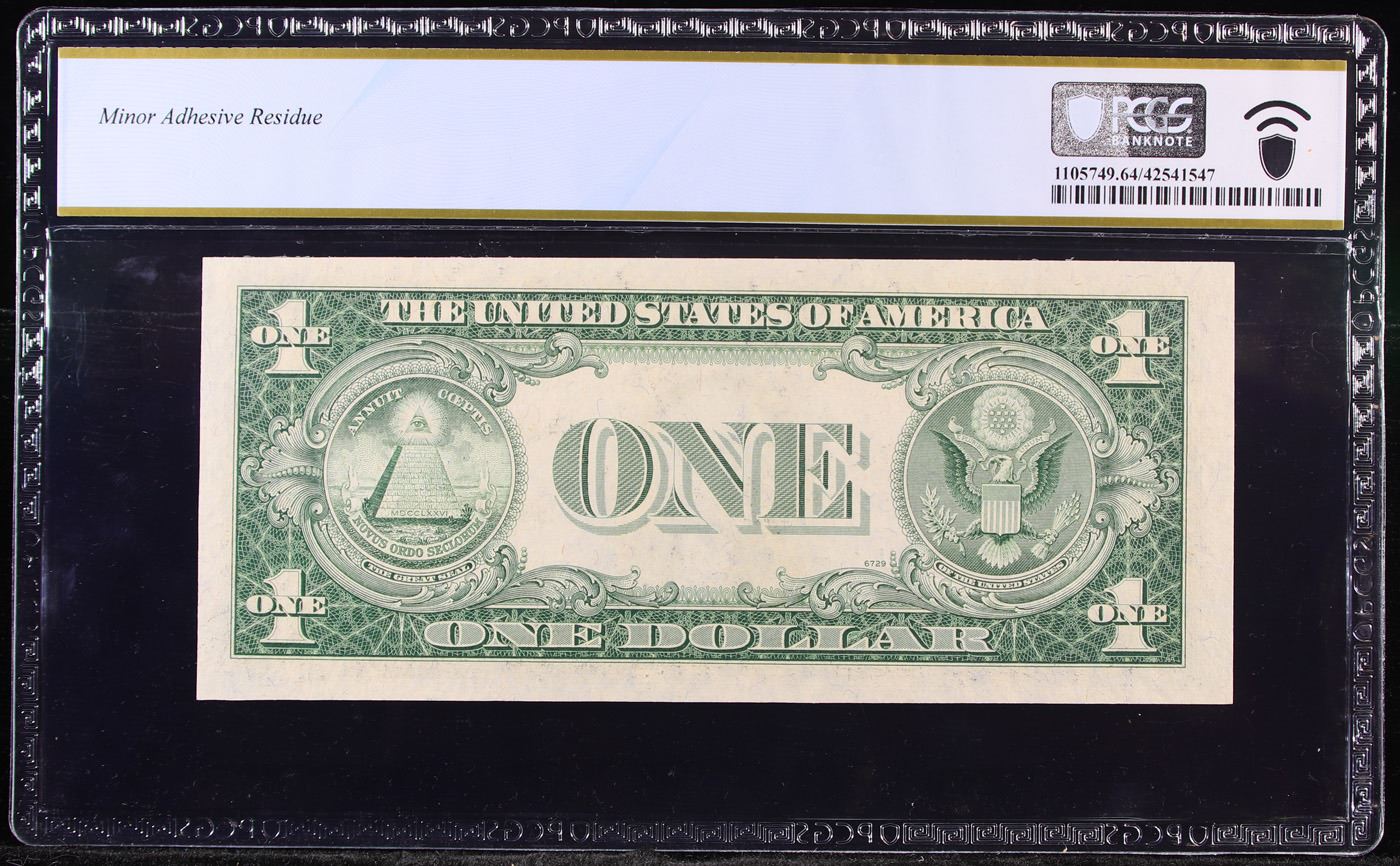 Minor Adhesive Residue
PCGS
BANKNOTE
1105749.64/42541547
THE UNITED STATES OF AMERICA
1 ONE
1 ONE
ANNUIT CŒPTIS
MDCCLXXVI
NOVUS ORDO SECLORUM
THE GREAT SEAL
ONE
6729
OF THE UNITED STATES
1 ONE
1 ONE
ONE DOLLAR